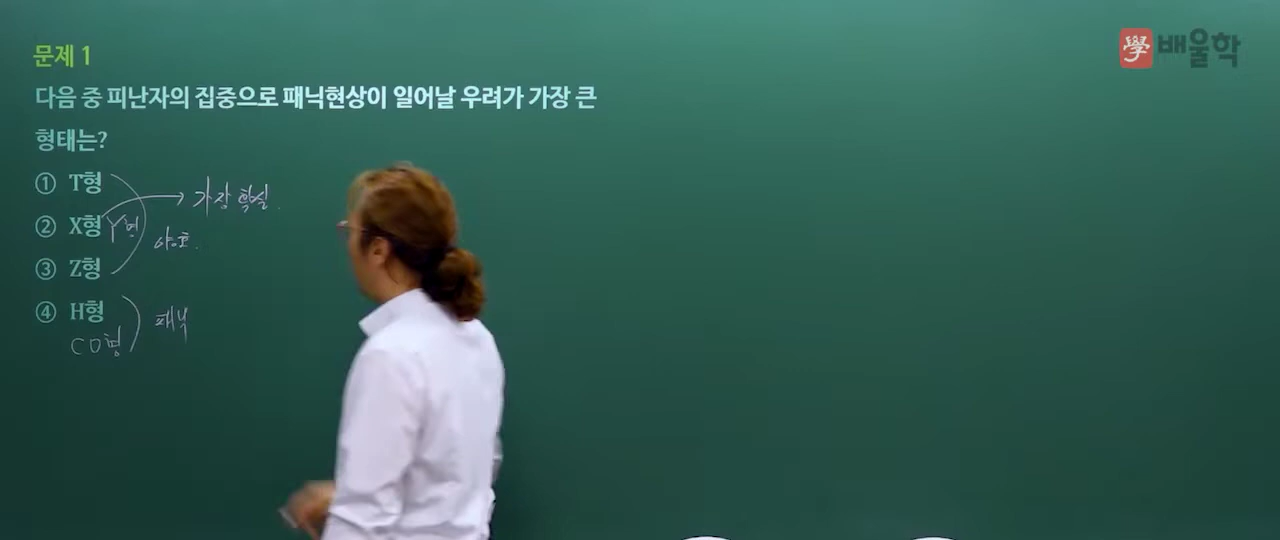 문제 1
學 배울학
다음 중 피난자의 집중으로 패닉현상이 일어날 우려가 가장 큰
형태는?
① T형
가장 확실.
② X형 Y형
양호.
③ Z형
④ H형
패닉
CO형